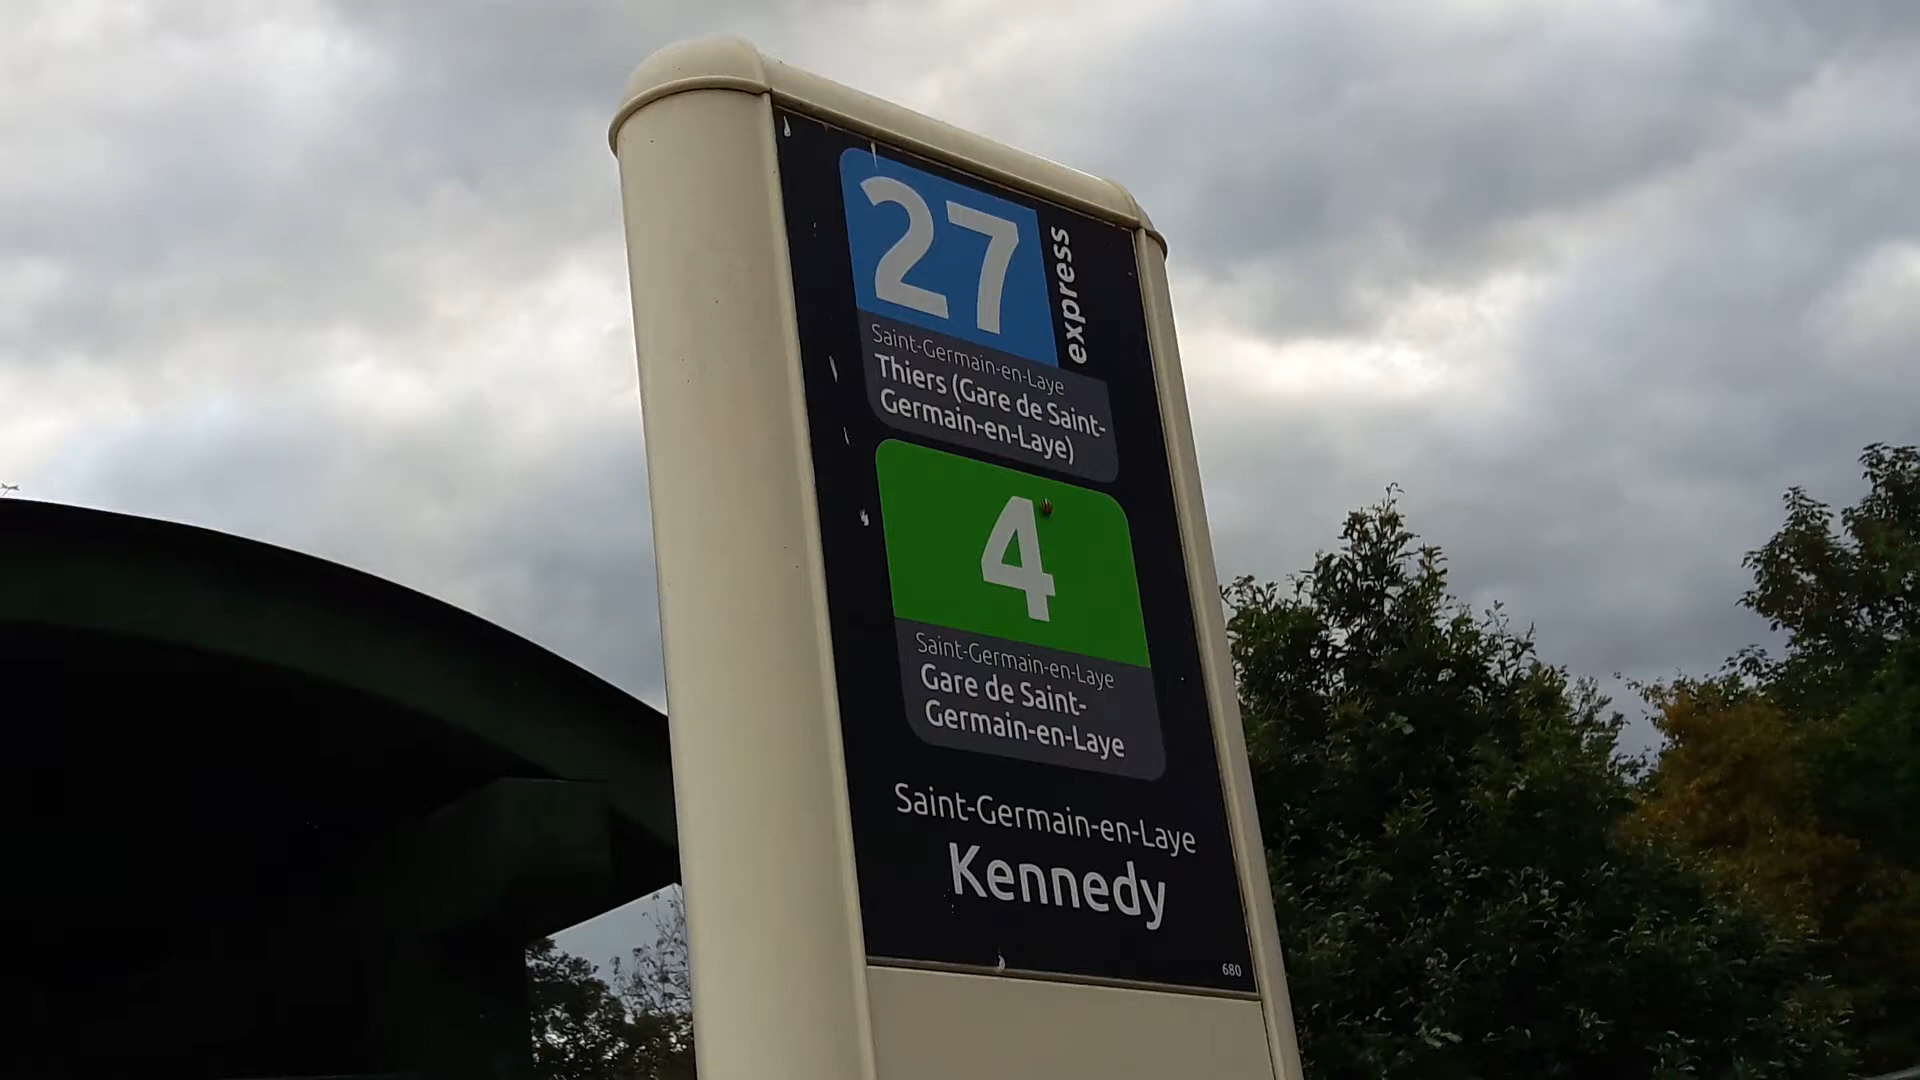 27
express
Saint-Germain-en-Laye
Thiers (Gare de Saint-
Germain-en-Laye)
4
Saint-Germain-en-Laye
Gare de Saint-
Germain-en-Laye
Saint-Germain-en-Laye
Kennedy
680